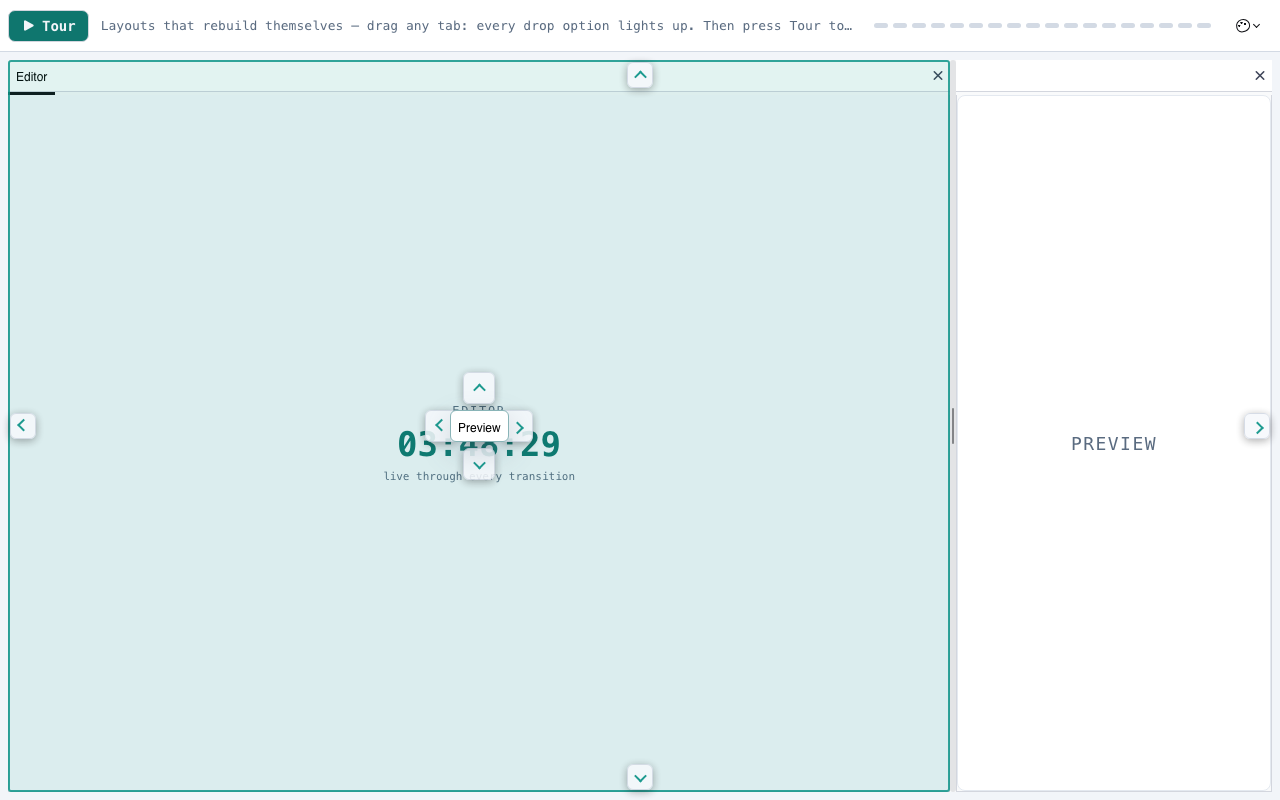 Tour
Layouts that rebuild themselves — drag any tab: every drop option lights up. Then press Tour to…
Editor
EDITOR
Preview
live through transition
PREVIEW